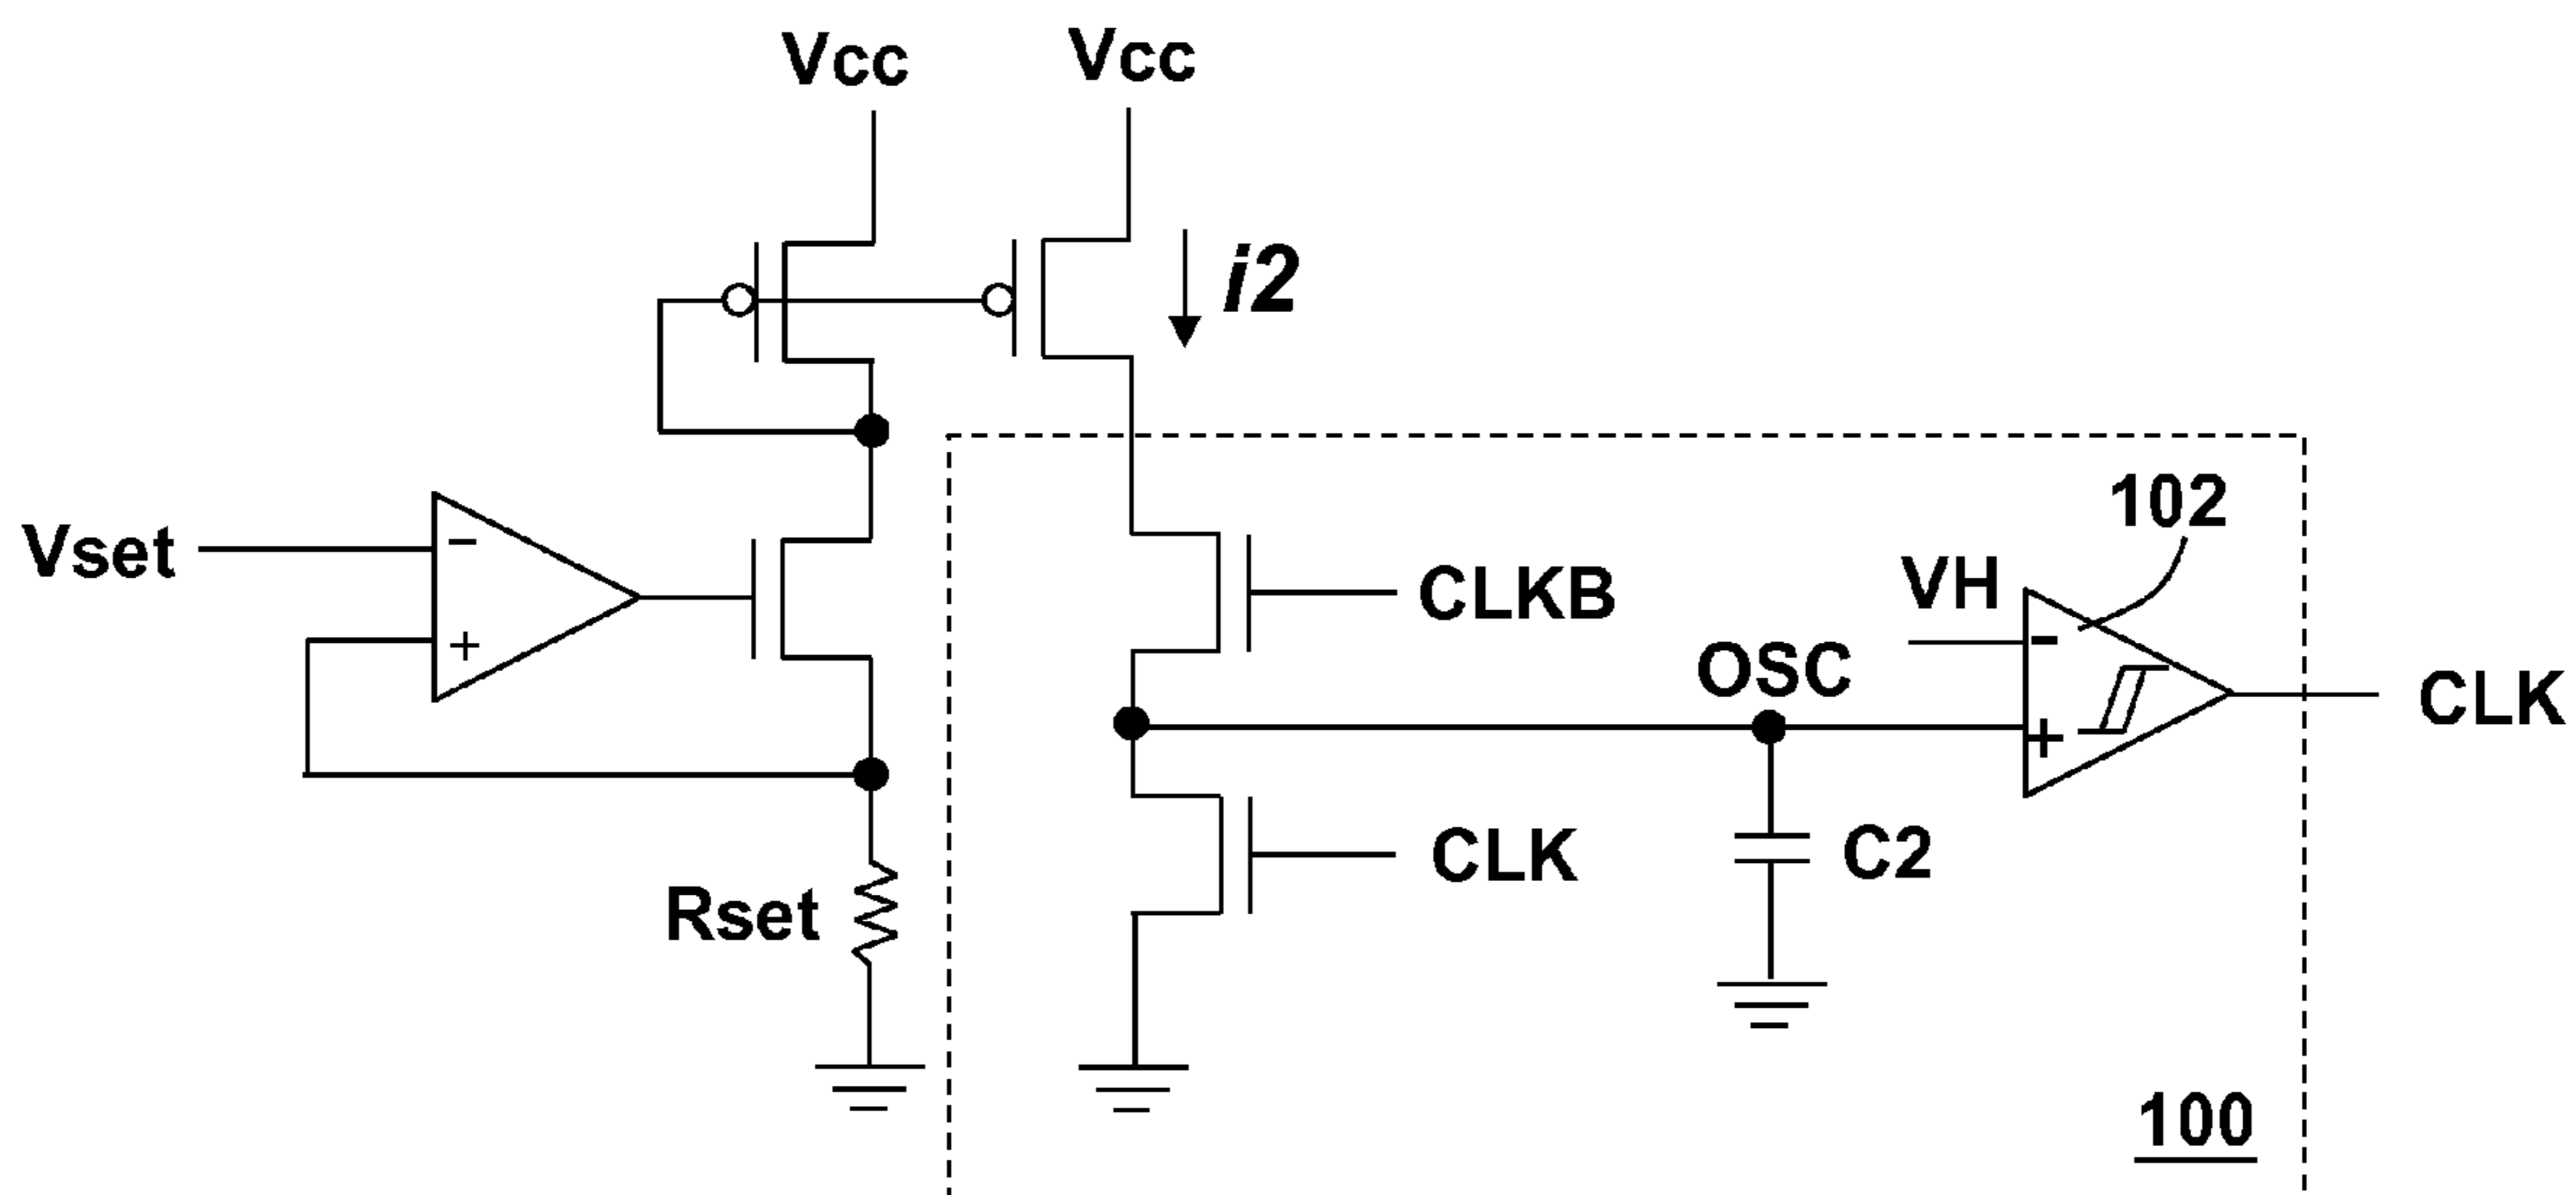 Vcc
Vcc
i2
Vset
-
+
CLKB
102
VH
OSC
-
+
CLK
CLK
C2
Rset
100